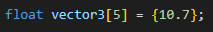 float vector3[5] = {10.7};